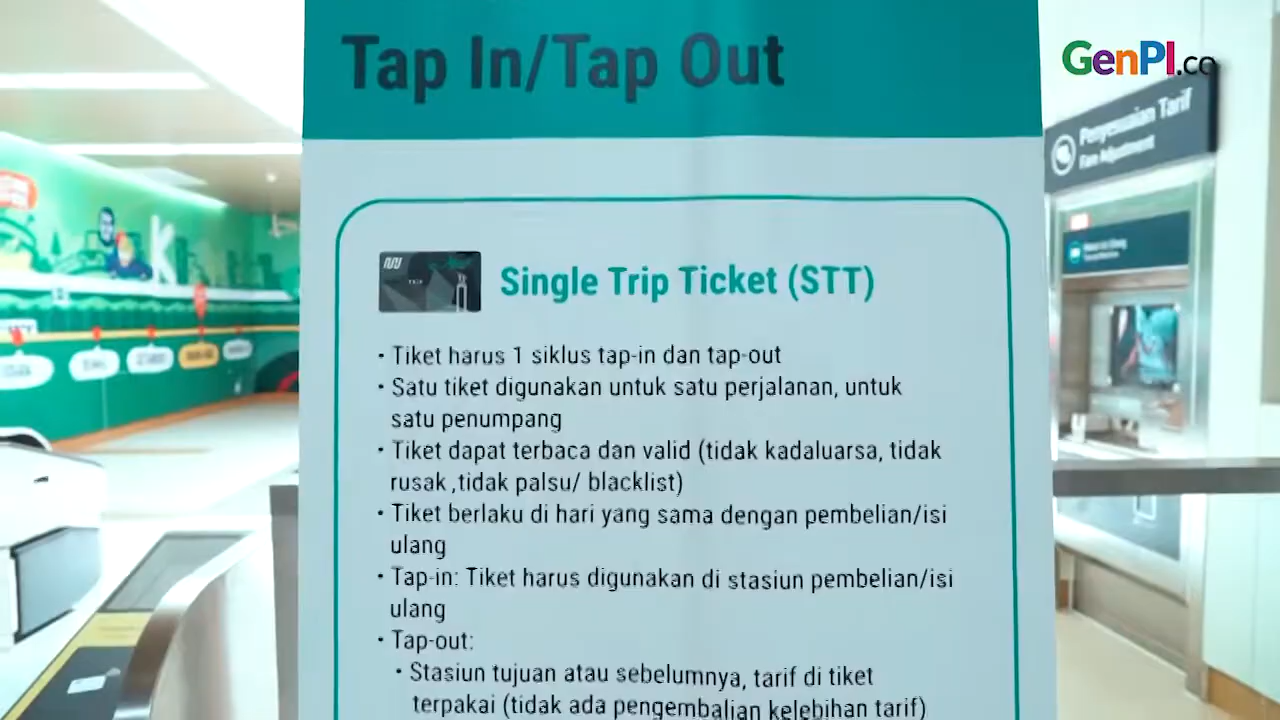 Tap In/Tap Out
GenPI.co
Penyesuaian Tarif
Fare Adjustment
Single Trip Ticket (STT)
• Tiket harus 1 siklus tap-in dan tap-out
• Satu tiket digunakan untuk satu perjalanan, untuk
satu penumpang
• Tiket dapat terbaca dan valid (tidak kadaluarsa, tidak
rusak ,tidak palsu/ blacklist)
• Tiket berlaku di hari yang sama dengan pembelian/isi
ulang
• Tap-in: Tiket harus digunakan di stasiun pembelian/isi
ulang
• Tap-out:
• Stasiun tujuan atau sebelumnya, tarif di tiket
terpakai (tidak ada pengembalian kelebihan tarif)